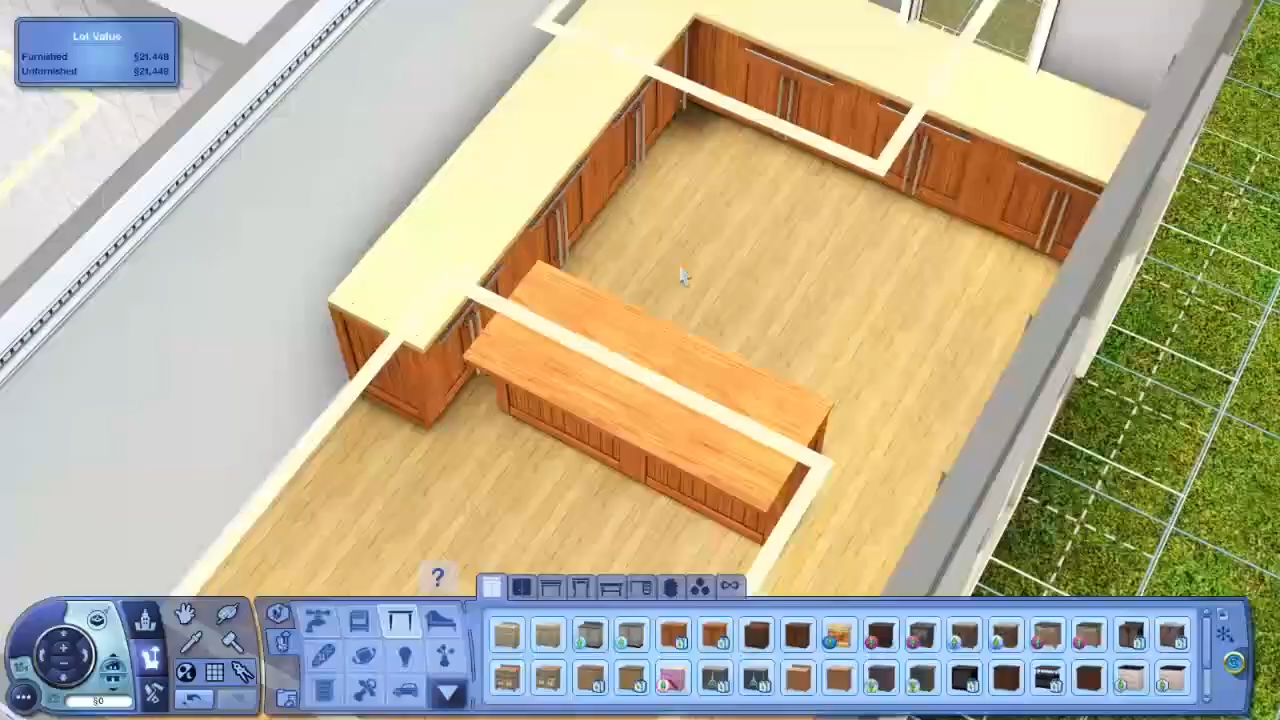 Lot Value
Furnished §21,448
Unfurnished §21,448
?
§0